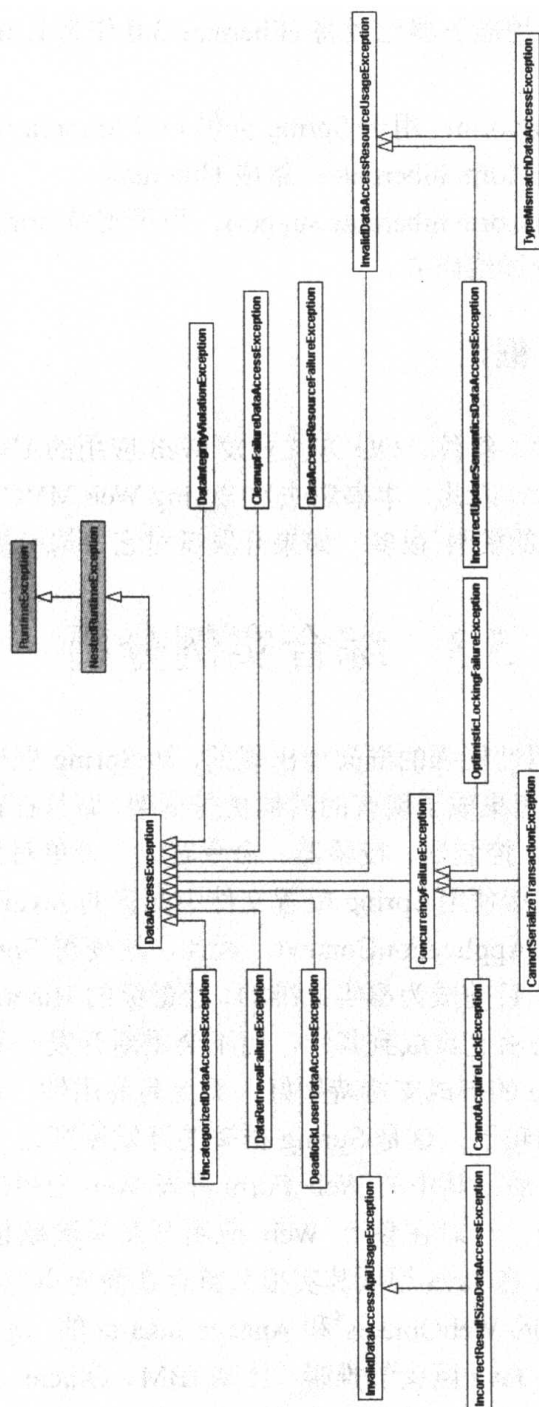 RuntimeException
NestedRuntimeException
DataAccessException
UncategorizedDataAccessException
DataIntegrityViolationException
DataRetrievalFailureException
CleanupFailureDataAccessException
DeadlockLoserDataAccessException
DataAccessResourceFailureException
InvalidDataAccessApiUsageException
InvalidDataAccessResourceUsageException
ConcurrencyFailureException
IncorrectResultSizeDataAccessException
CannotAcquireLockException
OptimisticLockingFailureException
IncorrectUpdateSemanticsDataAccessException
CannotSerializeTransactionException
TypeMismatchDataAccessException